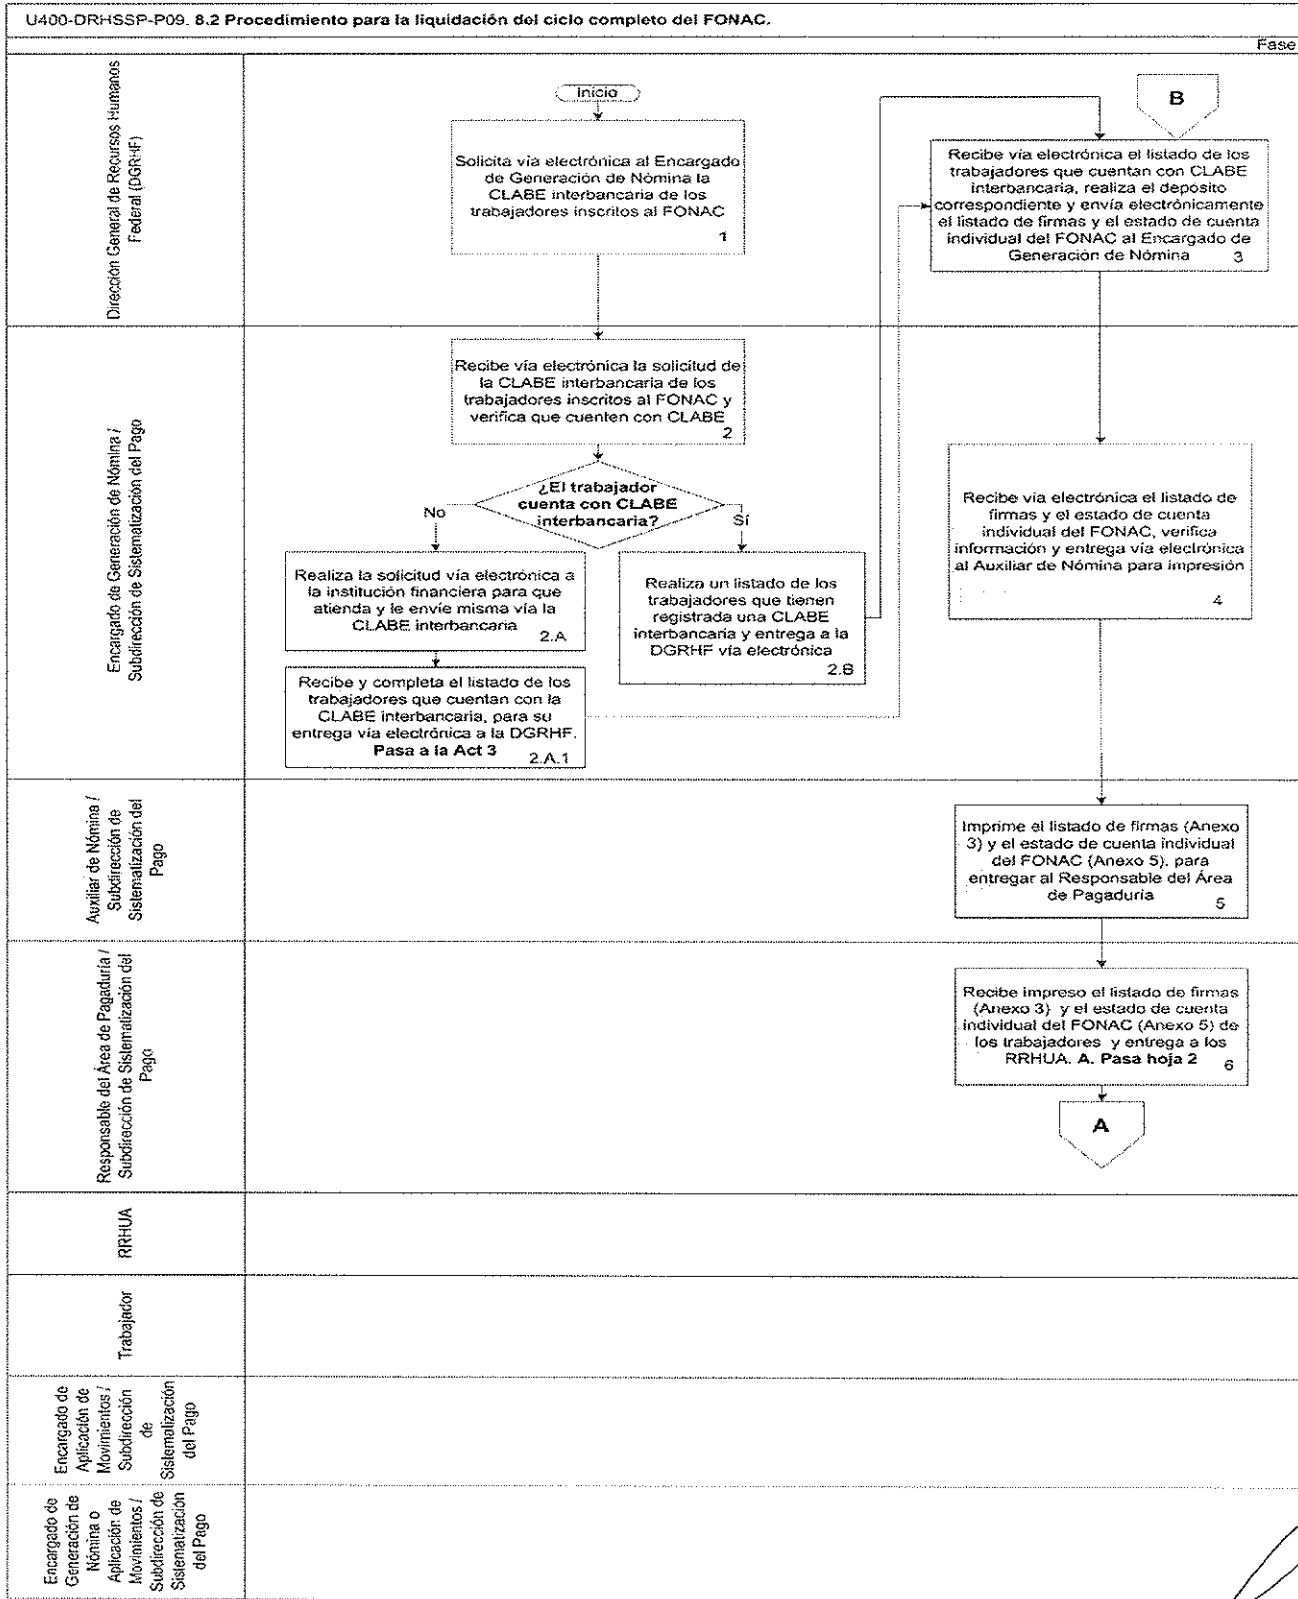 U400-DRHSSP-P09. 8.2 Procedimiento para la liquidación del ciclo completo del FONAC.
Fase
Dirección General de Recursos Humanos
Federal (DGRHF)
Inicio
Solicita vía electrónica al Encargado
de Generación de Nómina la
CLABE interbancaria de los
trabajadores inscritos al FONAC
1
B
Recibe vía electrónica el listado de los
trabajadores que cuentan con CLABE
interbancaria, realiza el depósito
correspondiente y envía electrónicamente
el listado de firmas y el estado de cuenta
individual del FONAC al Encargado de
Generación de Nómina
3
Encargado de Generación de Nómina /
Subdirección de Sistematización del Pago
Recibe vía electrónica la solicitud de
la CLABE interbancaria de los
trabajadores inscritos al FONAC y
verifica que cuenten con CLABE
2
¿El trabajador
cuenta con CLABE
interbancaria?
No
Sí
Realiza la solicitud vía electrónica a
la institución financiera para que
atienda y le envíe misma vía la
CLABE interbancaria
2.A
Recibe y completa el listado de los
trabajadores que cuentan con la
CLABE interbancaria, para su
entrega vía electrónica a la DGRHF.
Pasa a la Act 3
2.A.1
Realiza un listado de los
trabajadores que tienen
registrada una CLABE
interbancaria y entrega a la
DGRHF vía electrónica
2.B
Recibe vía electrónica el listado de
firmas y el estado de cuenta
individual del FONAC, verifica
información y entrega vía electrónica
al Auxiliar de Nómina para impresión
4
Auxiliar de Nómina /
Subdirección de
Sistematización del
Pago
Imprime el listado de firmas (Anexo
3) y el estado de cuenta individual
del FONAC (Anexo 5). para
entregar al Responsable del Área
de Pagaduría
5
Responsable del Área de Pagaduría /
Subdirección de Sistematización del
Pago
Recibe impreso el listado de firmas
(Anexo 3) y el estado de cuenta
individual del FONAC (Anexo 5) de
los trabajadores y entrega a los
RRHUA. A. Pasa hoja 2
6
A
RRHUA
Trabajador
Encargado de
Aplicación de
Movimientos /
Subdirección
de
Sistematización
del Pago
Encargado de
Generación de
Nómina o
Aplicación de
Movimientos /
Subdirección de
Sistematización
del Pago